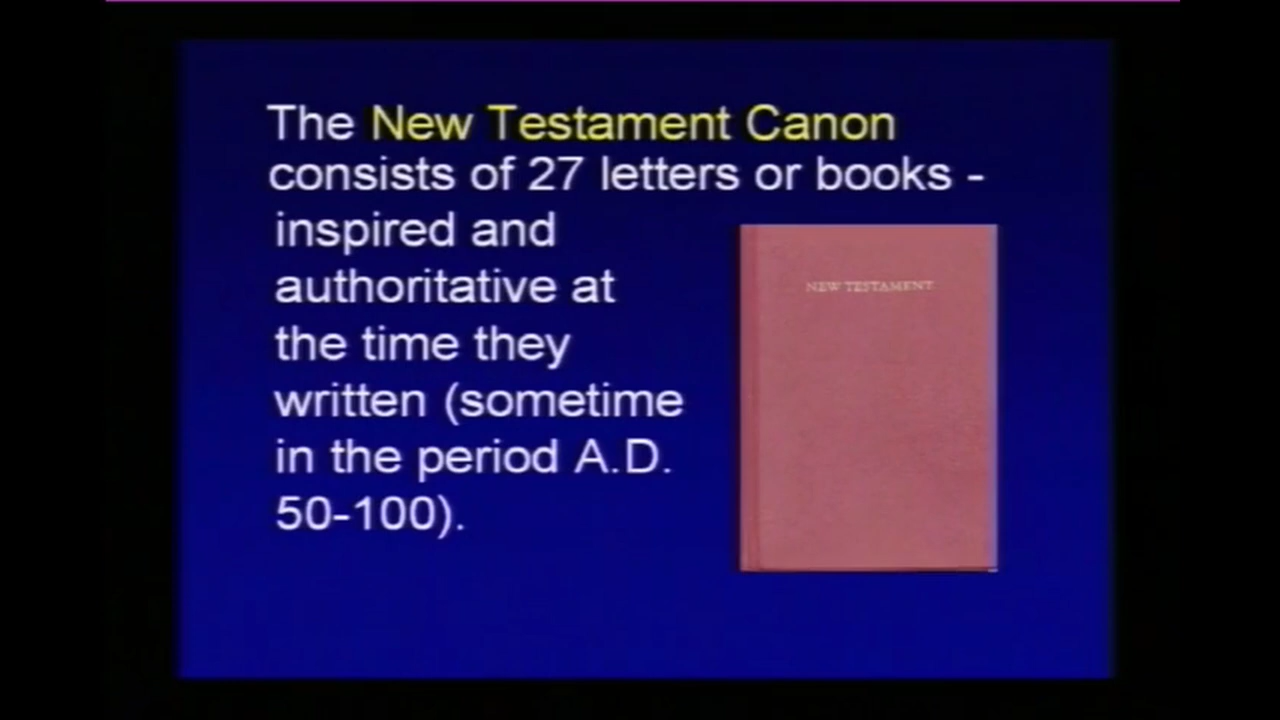 The New Testament Canon
consists of 27 letters or books -
inspired and
authoritative at
the time they
written (sometime
in the period A.D.
50-100).
NEW TESTAMENT